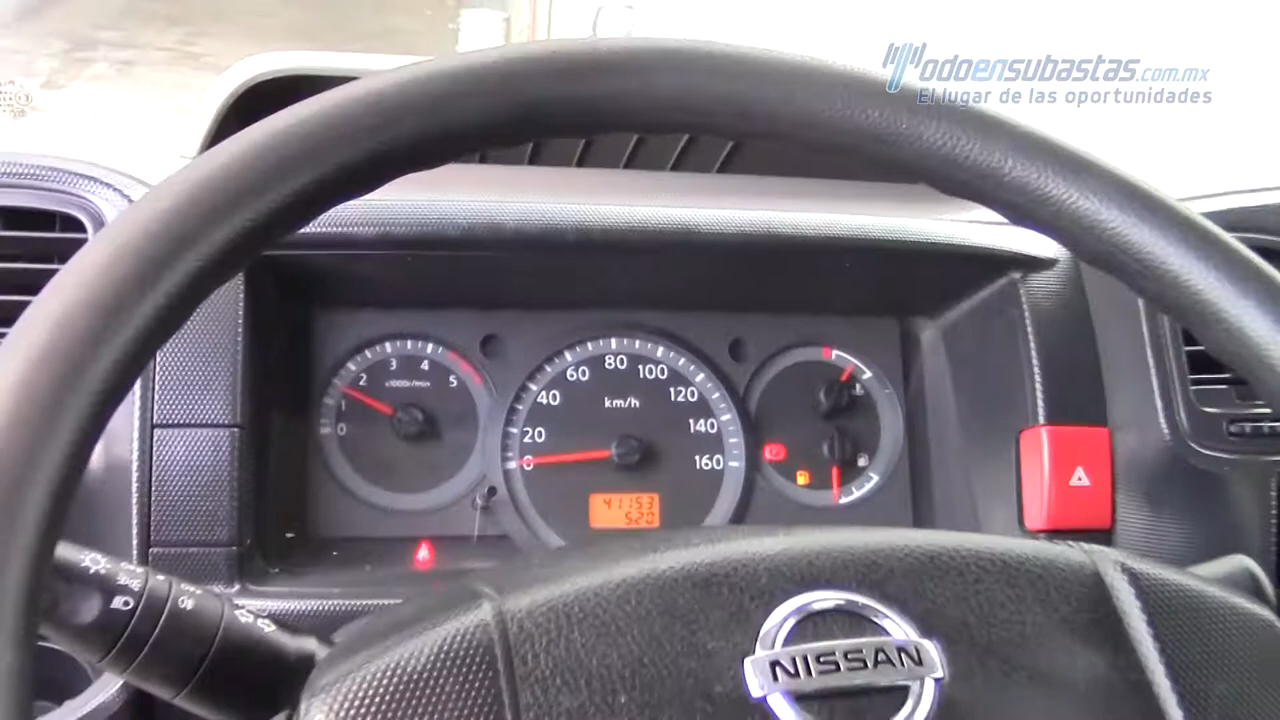 Todoensubastas.com.mx
El lugar de las oportunidades
0 1 2 3 4 5
x1000r/min
0 20 40 60 80 100 120 140 160
km/h
41153
520
NISSAN